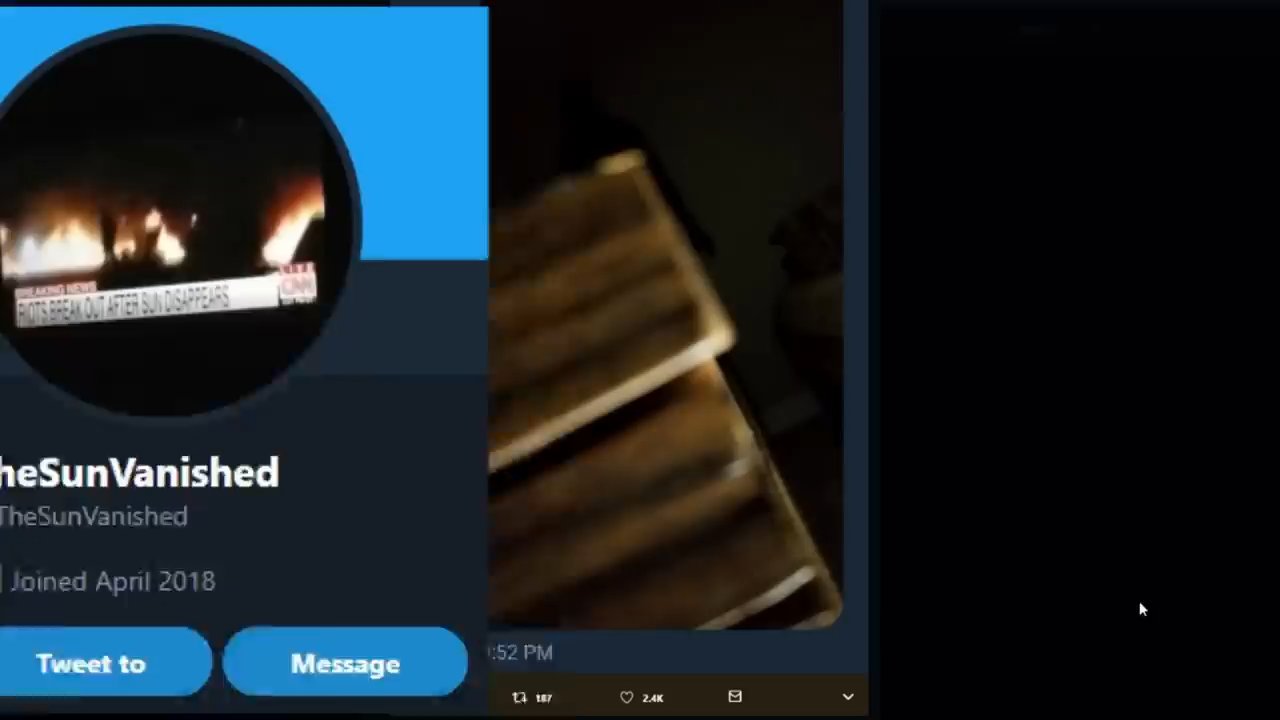 BREAKING NEWS
RIOTS BREAK OUT AFTER SUN DISAPPEARS
CNN
heSunVanished
TheSunVanished
Joined April 2018
Tweet to
Message
:52 PM
187
2.4K